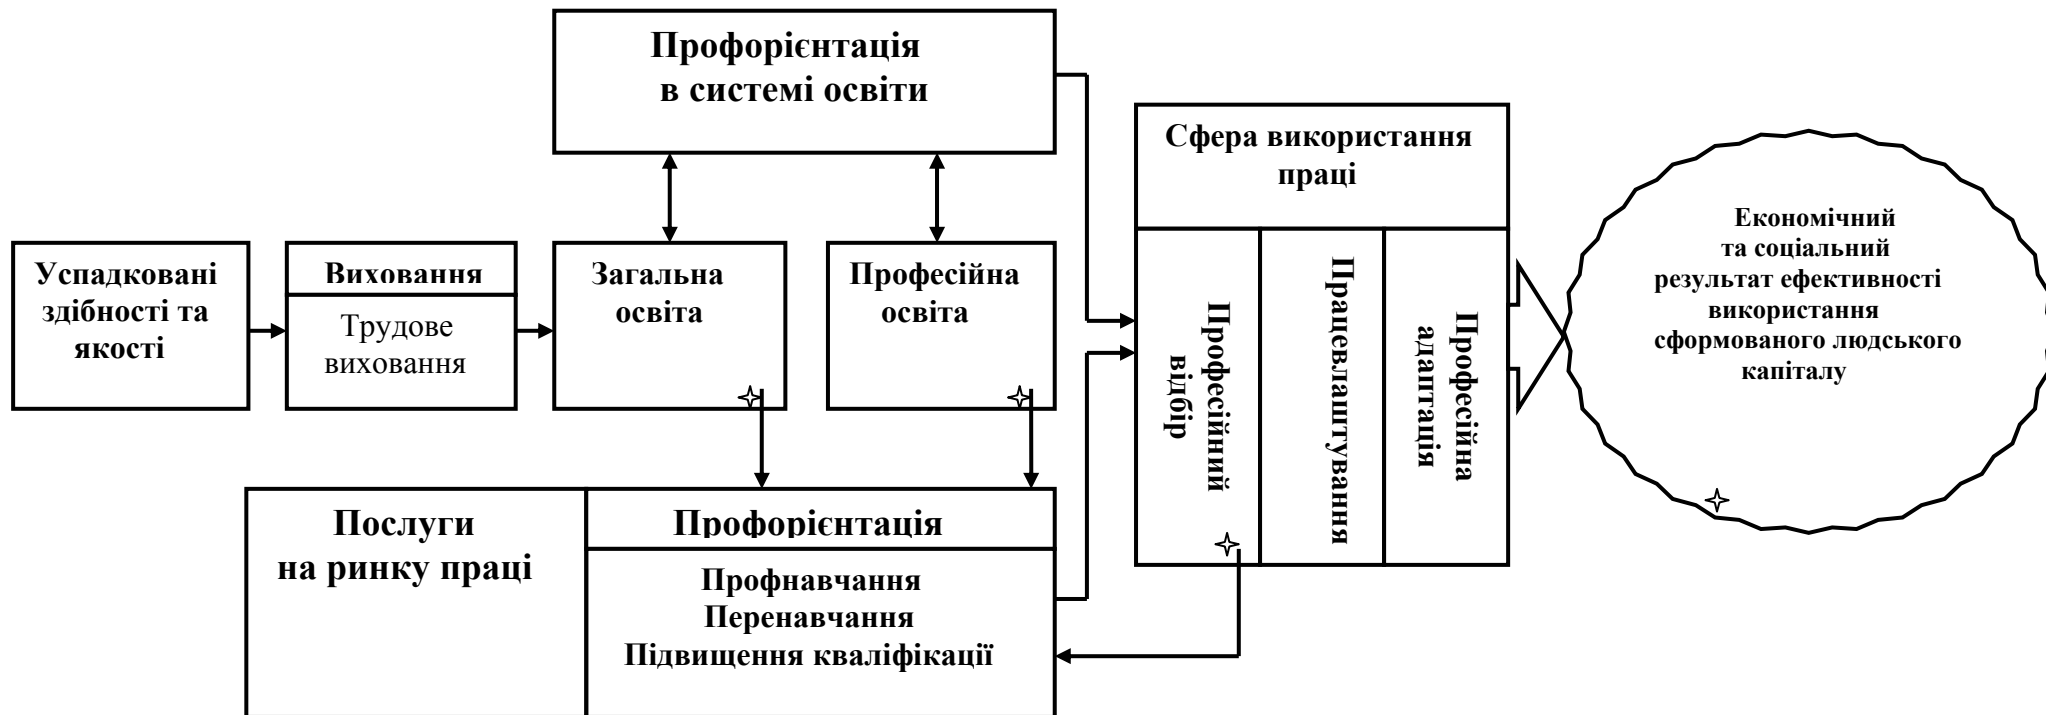 Профорієнтація
в системі освіти
Сфера використання
праці
Економічний
та соціальний
результат ефективності
використання
сформованого людського
капіталу
Успадковані
здібності та
якості
Виховання
Трудове
виховання
Загальна
освіта
Професійна
освіта
Професійний
відбір
Працевлаштування
Професійна
адаптація
Послуги
на ринку праці
Профорієнтація
Профнавчання
Перенавчання
Підвищення кваліфікації